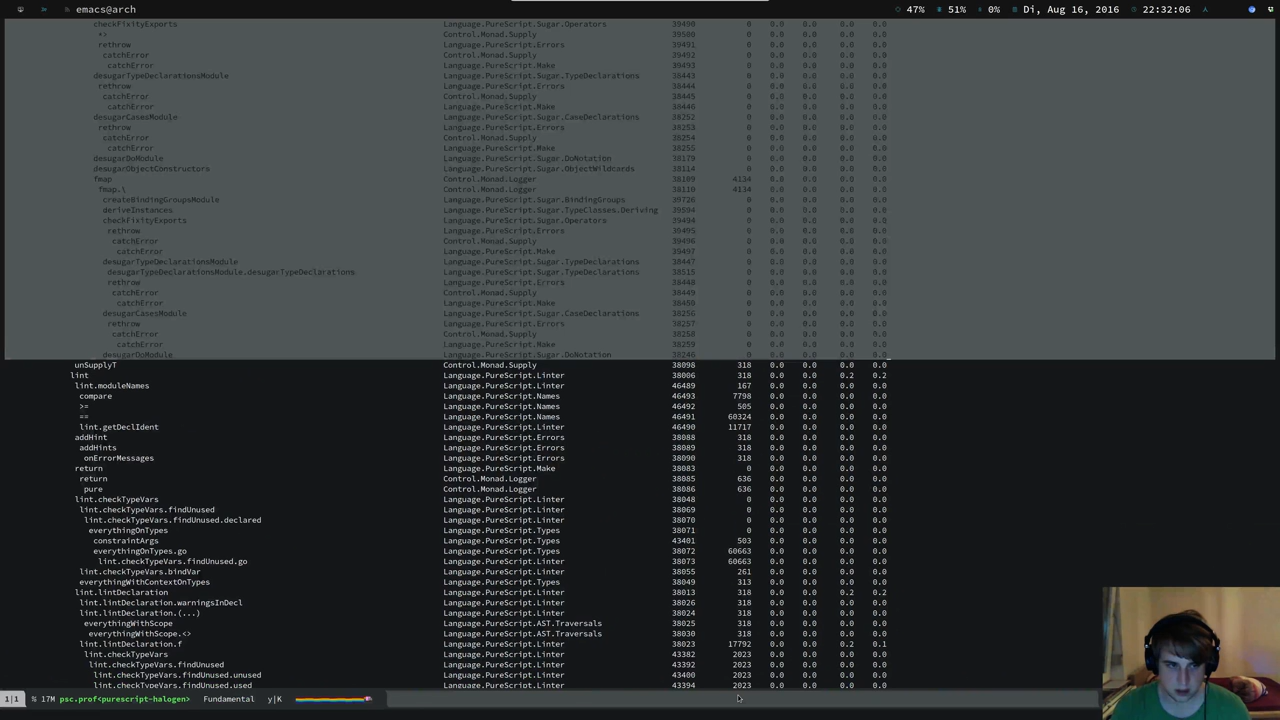 emacs@arch 47% 51% 0% Di, Aug 16, 2016 22:32:06
checkFixityExports Language.PureScript.Sugar.Operators 39490 0 0.0 0.0 0.0 0.0
+> Control.Monad.Supply 39500 0 0.0 0.0 0.0 0.0
rethrow Language.PureScript.Errors 39491 0 0.0 0.0 0.0 0.0
catchError Control.Monad.Supply 39492 0 0.0 0.0 0.0 0.0
catchError Language.PureScript.Make 39493 0 0.0 0.0 0.0 0.0
desugarTypeDeclarationsModule Language.PureScript.Sugar.TypeDeclarations 38443 0 0.0 0.0 0.0 0.0
rethrow Language.PureScript.Errors 38444 0 0.0 0.0 0.0 0.0
catchError Control.Monad.Supply 38445 0 0.0 0.0 0.0 0.0
catchError Language.PureScript.Make 38446 0 0.0 0.0 0.0 0.0
desugarCasesModule Language.PureScript.Sugar.CaseDeclarations 38252 0 0.0 0.0 0.0 0.0
rethrow Language.PureScript.Errors 38253 0 0.0 0.0 0.0 0.0
catchError Control.Monad.Supply 38254 0 0.0 0.0 0.0 0.0
catchError Language.PureScript.Make 38255 0 0.0 0.0 0.0 0.0
desugarDoModule Language.PureScript.Sugar.DoNotation 38179 0 0.0 0.0 0.0 0.0
desugarObjectConstructors Language.PureScript.Sugar.ObjectWildcards 38114 0 0.0 0.0 0.0 0.0
fmap Control.Monad.Logger 38109 4134 0.0 0.0 0.0 0.0
fmap.\ Control.Monad.Logger 38110 4134 0.0 0.0 0.0 0.0
createBindingGroupsModule Language.PureScript.Sugar.BindingGroups 39726 0 0.0 0.0 0.0 0.0
deriveInstances Language.PureScript.Sugar.TypeClasses.Deriving 39594 0 0.0 0.0 0.0 0.0
checkFixityExports Language.PureScript.Sugar.Operators 39494 0 0.0 0.0 0.0 0.0
rethrow Language.PureScript.Errors 39495 0 0.0 0.0 0.0 0.0
catchError Control.Monad.Supply 39496 0 0.0 0.0 0.0 0.0
catchError Language.PureScript.Make 39497 0 0.0 0.0 0.0 0.0
desugarTypeDeclarationsModule Language.PureScript.Sugar.TypeDeclarations 38447 0 0.0 0.0 0.0 0.0
desugarTypeDeclarationsModule.desugarTypeDeclarations Language.PureScript.Sugar.TypeDeclarations 38515 0 0.0 0.0 0.0 0.0
rethrow Language.PureScript.Errors 38448 0 0.0 0.0 0.0 0.0
catchError Control.Monad.Supply 38449 0 0.0 0.0 0.0 0.0
catchError Language.PureScript.Make 38450 0 0.0 0.0 0.0 0.0
desugarCasesModule Language.PureScript.Sugar.CaseDeclarations 38256 0 0.0 0.0 0.0 0.0
rethrow Language.PureScript.Errors 38257 0 0.0 0.0 0.0 0.0
catchError Control.Monad.Supply 38258 0 0.0 0.0 0.0 0.0
catchError Language.PureScript.Make 38259 0 0.0 0.0 0.0 0.0
desugarDoModule Language.PureScript.Sugar.DoNotation 38246 0 0.0 0.0 0.0 0.0
unSupplyT Control.Monad.Supply 38098 318 0.0 0.0 0.0 0.0
lint Language.PureScript.Linter 38006 318 0.0 0.0 0.2 0.2
lint.moduleNames Language.PureScript.Linter 46489 167 0.0 0.0 0.0 0.0
compare Language.PureScript.Names 46493 7798 0.0 0.0 0.0 0.0
>= Language.PureScript.Names 46492 505 0.0 0.0 0.0 0.0
== Language.PureScript.Names 46491 60324 0.0 0.0 0.0 0.0
lint.getDeclIdent Language.PureScript.Linter 46490 11717 0.0 0.0 0.0 0.0
addHint Language.PureScript.Errors 38088 318 0.0 0.0 0.0 0.0
addHints Language.PureScript.Errors 38089 318 0.0 0.0 0.0 0.0
onErrorMessages Language.PureScript.Errors 38090 318 0.0 0.0 0.0 0.0
return Language.PureScript.Make 38083 0 0.0 0.0 0.0 0.0
return Control.Monad.Logger 38085 636 0.0 0.0 0.0 0.0
pure Control.Monad.Logger 38086 636 0.0 0.0 0.0 0.0
lint.checkTypeVars Language.PureScript.Linter 38048 0 0.0 0.0 0.0 0.0
lint.checkTypeVars.findUnused Language.PureScript.Linter 38069 0 0.0 0.0 0.0 0.0
lint.checkTypeVars.findUnused.declared Language.PureScript.Linter 38070 0 0.0 0.0 0.0 0.0
everythingOnTypes Language.PureScript.Types 38071 0 0.0 0.0 0.0 0.0
constraintArgs Language.PureScript.Types 43401 503 0.0 0.0 0.0 0.0
everythingOnTypes.go Language.PureScript.Types 38072 60663 0.0 0.0 0.0 0.0
lint.checkTypeVars.findUnused.go Language.PureScript.Linter 38073 60663 0.0 0.0 0.0 0.0
lint.checkTypeVars.bindVar Language.PureScript.Linter 38055 261 0.0 0.0 0.0 0.0
everythingWithContextOnTypes Language.PureScript.Types 38049 313 0.0 0.0 0.0 0.0
lint.lintDeclaration Language.PureScript.Linter 38013 318 0.0 0.0 0.2 0.2
lint.lintDeclaration.warningsInDecl Language.PureScript.Linter 38026 318 0.0 0.0 0.0 0.0
lint.lintDeclaration.(...) Language.PureScript.Linter 38024 318 0.0 0.0 0.0 0.0
everythingWithScope Language.PureScript.AST.Traversals 38025 318 0.0 0.0 0.0 0.0
everythingWithScope.<> Language.PureScript.AST.Traversals 38030 318 0.0 0.0 0.0 0.0
lint.lintDeclaration.f Language.PureScript.Linter 38023 17792 0.0 0.0 0.2 0.1
lint.checkTypeVars Language.PureScript.Linter 43382 2023 0.0 0.0 0.0 0.0
lint.checkTypeVars.findUnused Language.PureScript.Linter 43392 2023 0.0 0.0 0.0 0.0
lint.checkTypeVars.findUnused.unused Language.PureScript.Linter 43400 2023 0.0 0.0 0.0 0.0
lint.checkTypeVars.findUnused.used Language.PureScript.Linter 43394 2023 0.0 0.0 0.0 0.0
1|1 % 17M psc.prof<purescript-halogen> Fundamental y|K